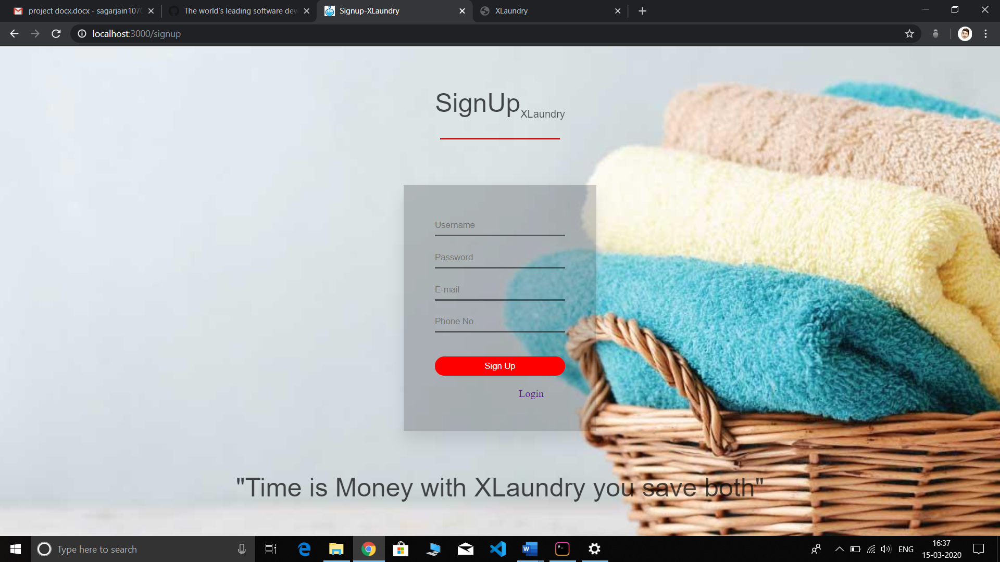 project docx.docx - sagarjain107
The world's leading software dev
Signup-XLaundry
XLaundry
localhost:3000/signup
SignUp XLaundry
Username
Password
E-mail
Phone No.
Sign Up
Login
"Time is Money with XLaundry you save both"
Type here to search
ENG
16:37
15-03-2020